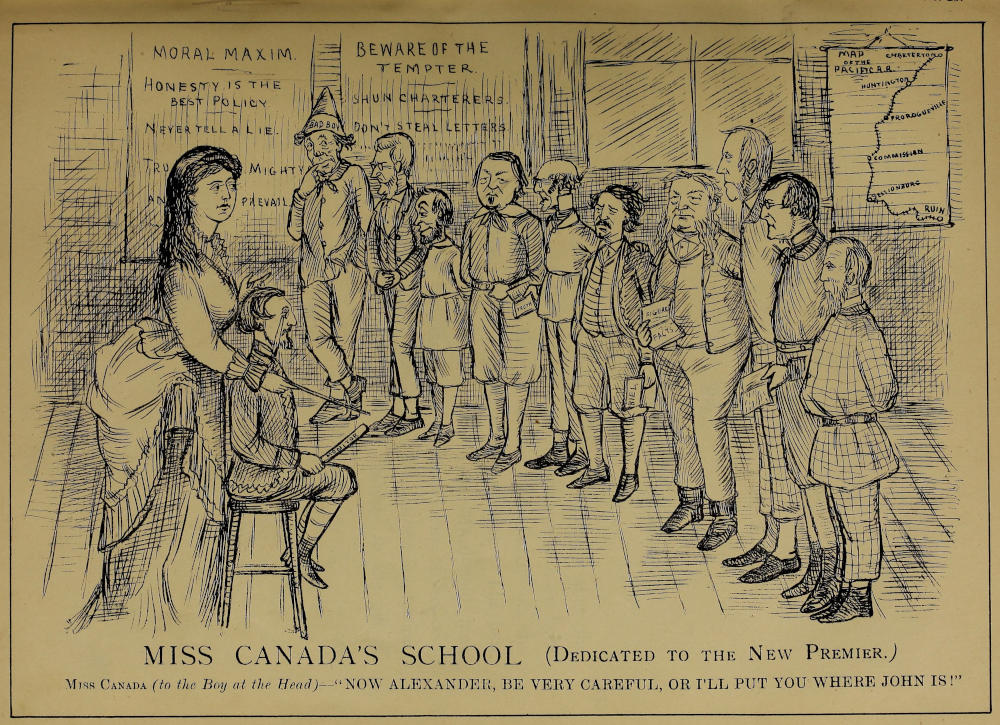 MORAL MAXIM.
HONESTY IS THE
BEST POLICY
NEVER TELL A LIE.
MIGHTY
PREVAIL
BEWARE OF THE
TEMPTER.
SHUN CHARTERERS.
DON'T STEAL LETTERS
BAD BOY
MAP
OF THE
PACIFIC R.R.
HUNTINGTON
PROROGUEVILLE
COMMISSION
RUIN
MISS CANADA'S SCHOOL (DEDICATED TO THE NEW PREMIER.)
MISS CANADA (to the Boy at the Head)—"NOW ALEXANDER, BE VERY CAREFUL, OR I'LL PUT YOU WHERE JOHN IS!"